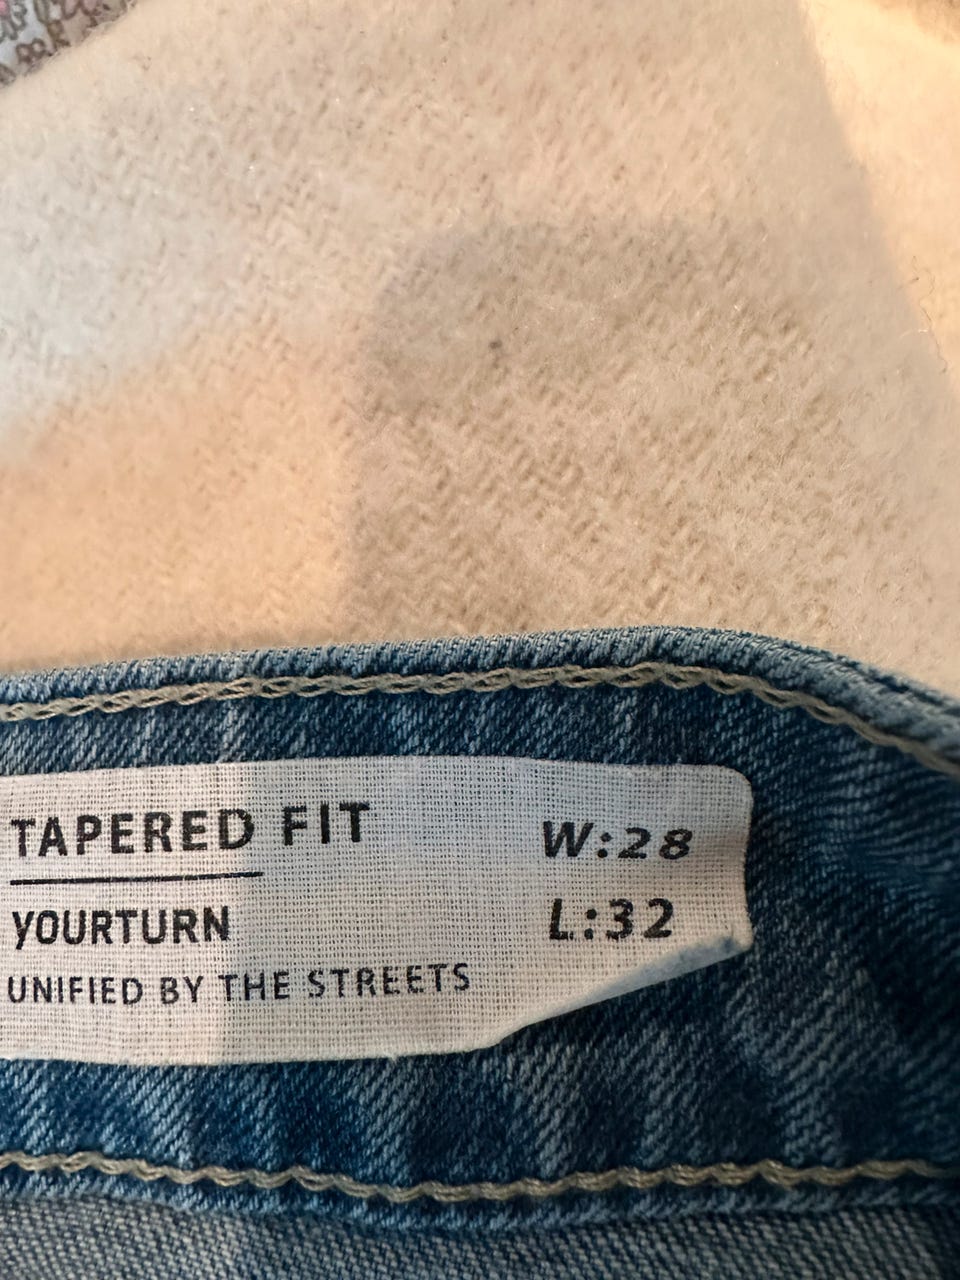 TAPERED FIT
YOURTURN
UNIFIED BY THE STREETS
W:28
L:32